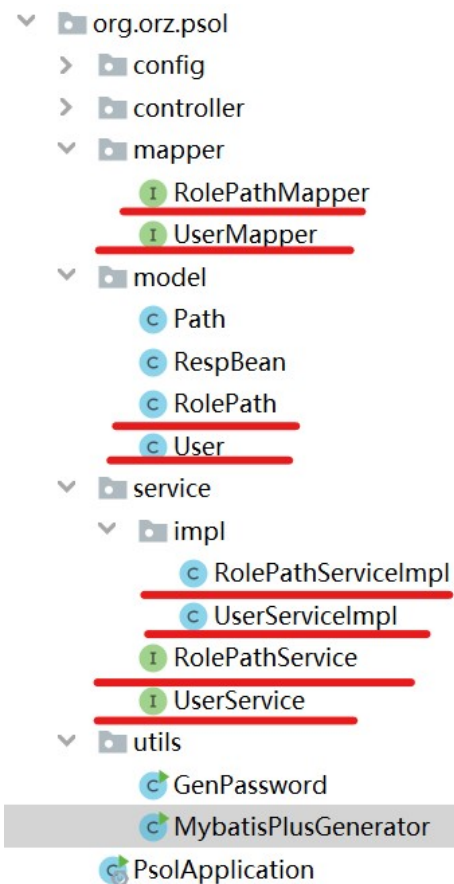 org.orz.psol
config
controller
mapper
I RolePathMapper
I UserMapper
model
C Path
C RespBean
C RolePath
C User
service
impl
C RolePathServiceImpl
C UserServiceImpl
I RolePathService
I UserService
utils
C GenPassword
C MybatisPlusGenerator
C PsolApplication